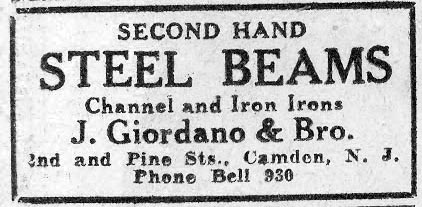 SECOND HAND
STEEL BEAMS
Channel and Iron Irons
J. Giordano & Bro.
2nd and Pine Sts., Camden, N. J.
Phone Bell 930